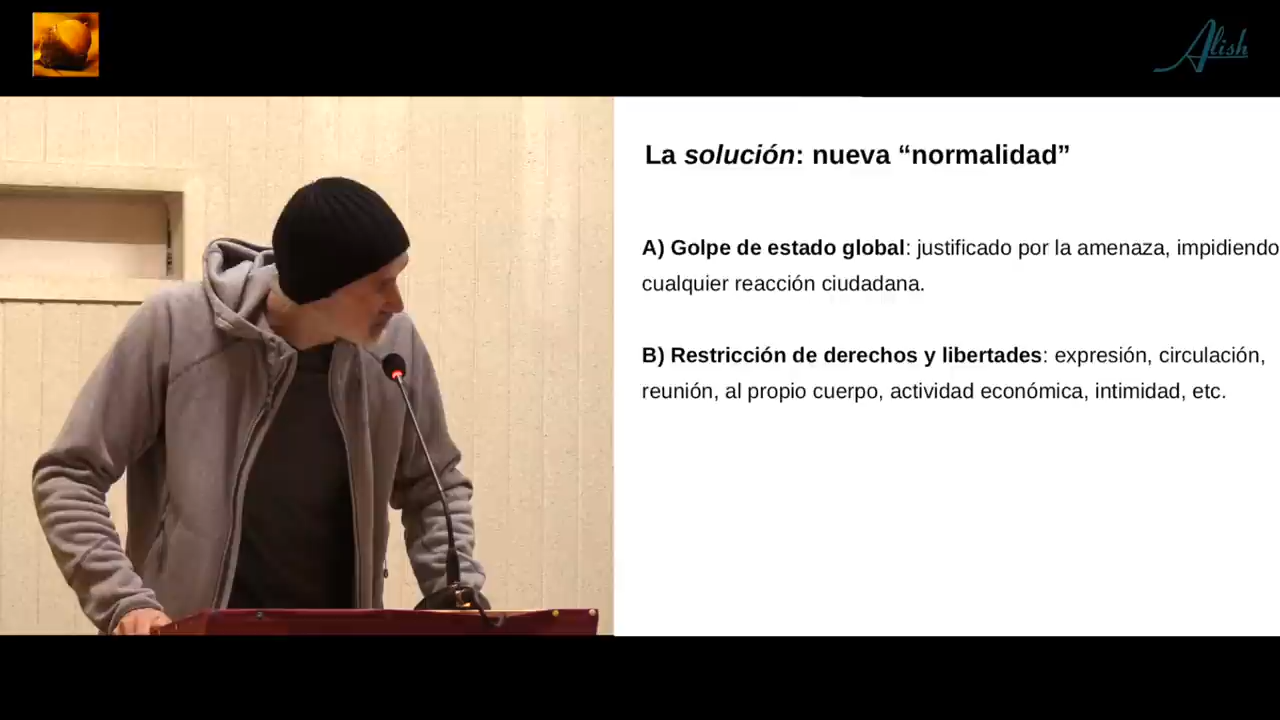 Alish
La solución: nueva “normalidad”
A) Golpe de estado global: justificado por la amenaza, impidiendo
cualquier reacción ciudadana.
B) Restricción de derechos y libertades: expresión, circulación,
reunión, al propio cuerpo, actividad económica, intimidad, etc.